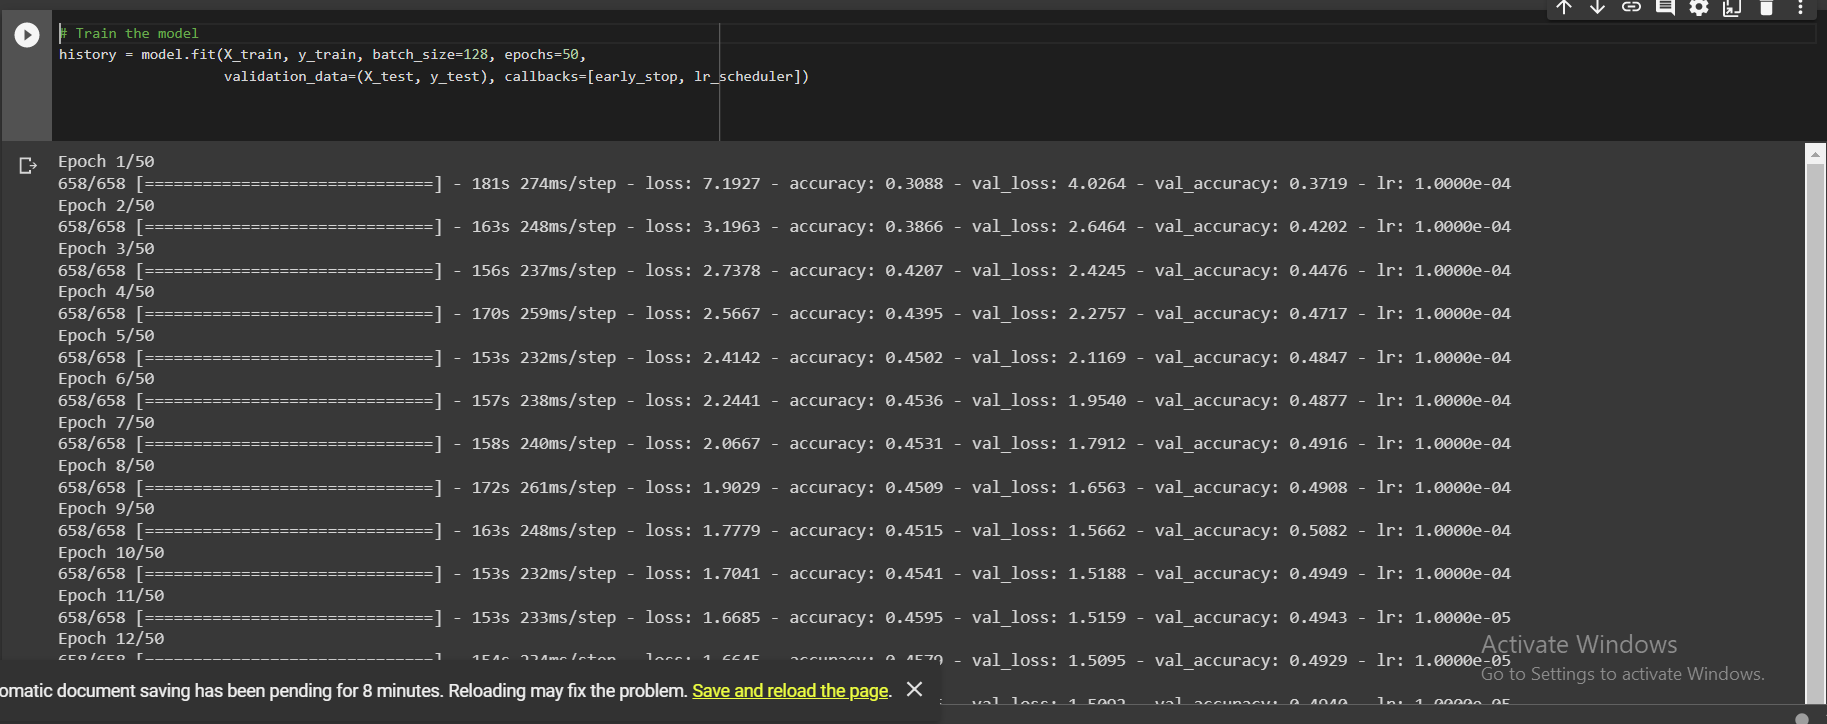 # Train the model
history = model.fit(X_train, y_train, batch_size=128, epochs=50,
validation_data=(X_test, y_test), callbacks=[early_stop, lr_scheduler])
Epoch 1/50
658/658 [==============================] - 181s 274ms/step - loss: 7.1927 - accuracy: 0.3088 - val_loss: 4.0264 - val_accuracy: 0.3719 - lr: 1.0000e-04
Epoch 2/50
658/658 [==============================] - 163s 248ms/step - loss: 3.1963 - accuracy: 0.3866 - val_loss: 2.6464 - val_accuracy: 0.4202 - lr: 1.0000e-04
Epoch 3/50
658/658 [==============================] - 156s 237ms/step - loss: 2.7378 - accuracy: 0.4207 - val_loss: 2.4245 - val_accuracy: 0.4476 - lr: 1.0000e-04
Epoch 4/50
658/658 [==============================] - 170s 259ms/step - loss: 2.5667 - accuracy: 0.4395 - val_loss: 2.2757 - val_accuracy: 0.4717 - lr: 1.0000e-04
Epoch 5/50
658/658 [==============================] - 153s 232ms/step - loss: 2.4142 - accuracy: 0.4502 - val_loss: 2.1169 - val_accuracy: 0.4847 - lr: 1.0000e-04
Epoch 6/50
658/658 [==============================] - 157s 238ms/step - loss: 2.2441 - accuracy: 0.4536 - val_loss: 1.9540 - val_accuracy: 0.4877 - lr: 1.0000e-04
Epoch 7/50
658/658 [==============================] - 158s 240ms/step - loss: 2.0667 - accuracy: 0.4531 - val_loss: 1.7912 - val_accuracy: 0.4916 - lr: 1.0000e-04
Epoch 8/50
658/658 [==============================] - 172s 261ms/step - loss: 1.9029 - accuracy: 0.4509 - val_loss: 1.6563 - val_accuracy: 0.4908 - lr: 1.0000e-04
Epoch 9/50
658/658 [==============================] - 163s 248ms/step - loss: 1.7779 - accuracy: 0.4515 - val_loss: 1.5662 - val_accuracy: 0.5082 - lr: 1.0000e-04
Epoch 10/50
658/658 [==============================] - 153s 232ms/step - loss: 1.7041 - accuracy: 0.4541 - val_loss: 1.5188 - val_accuracy: 0.4949 - lr: 1.0000e-04
Epoch 11/50
658/658 [==============================] - 153s 233ms/step - loss: 1.6685 - accuracy: 0.4595 - val_loss: 1.5159 - val_accuracy: 0.4943 - lr: 1.0000e-05
Epoch 12/50
- val_loss: 1.5095 - val_accuracy: 0.4929 - lr: 1.0000e-05
Activate Windows
Go to Settings to activate Windows.
omatic document saving has been pending for 8 minutes. Reloading may fix the problem. Save and reload the page.